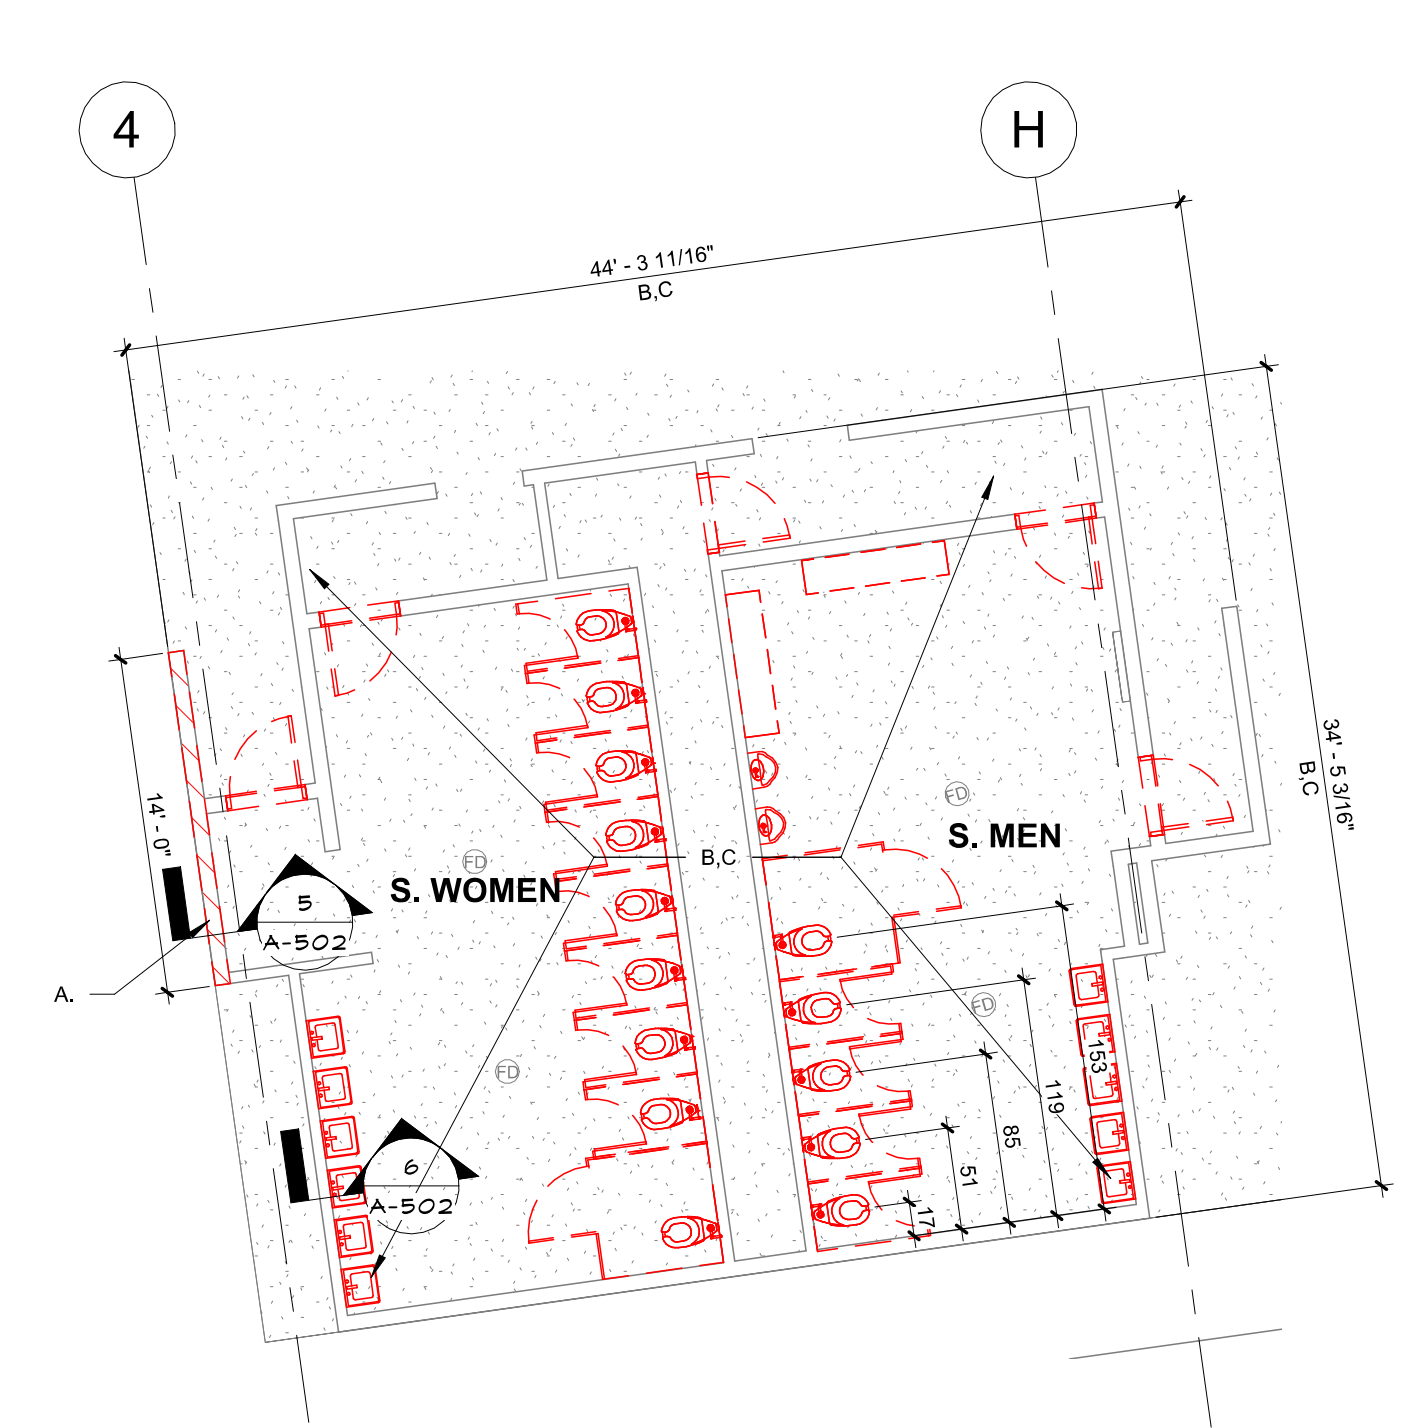 4
H
44' - 3 11/16"
B,C
34' - 5 3/16"
B,C
14' - 0"
FD
S. MEN
FD
B,C
S. WOMEN
5
A-502
A.
FD
FD
153
119
85
51
17
6
A-502